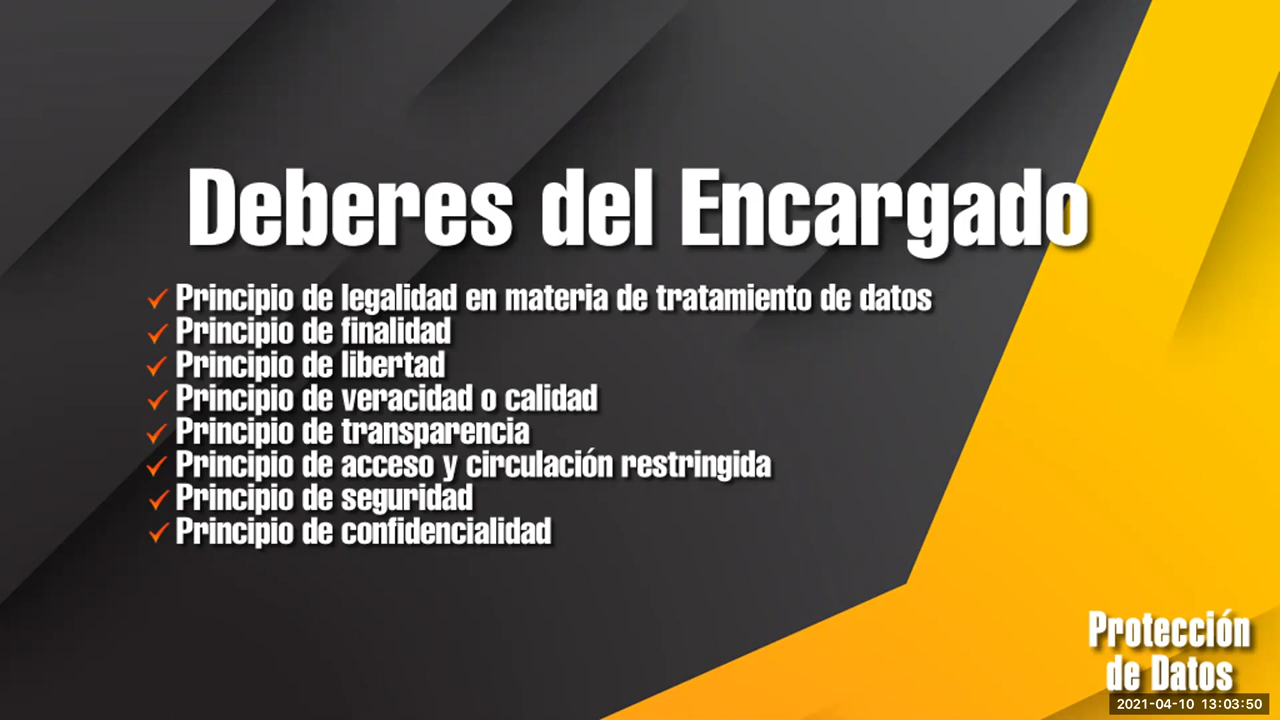 Deberes del Encargado
Principio de legalidad en materia de tratamiento de datos
Principio de finalidad
Principio de libertad
Principio de veracidad o calidad
Principio de transparencia
Principio de acceso y circulación restringida
Principio de seguridad
Principio de confidencialidad
Protección
de Datos
2021-04-10 13:03:50